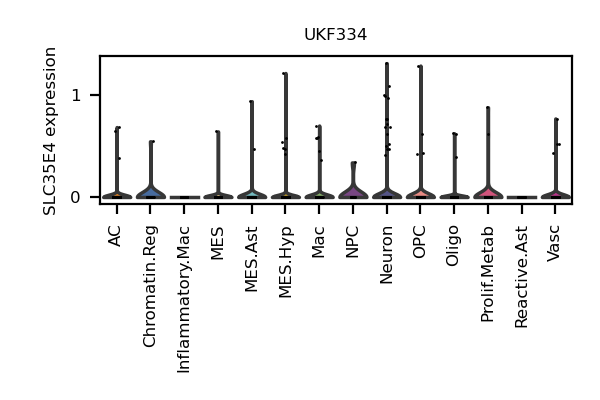 UKF334
SLC35E4 expression
1
0
AC
Chromatin.Reg
Inflammatory.Mac
MES
MES.Ast
MES.Hyp
Mac
NPC
Neuron
OPC
Oligo
Prolif.Metab
Reactive.Ast
Vasc